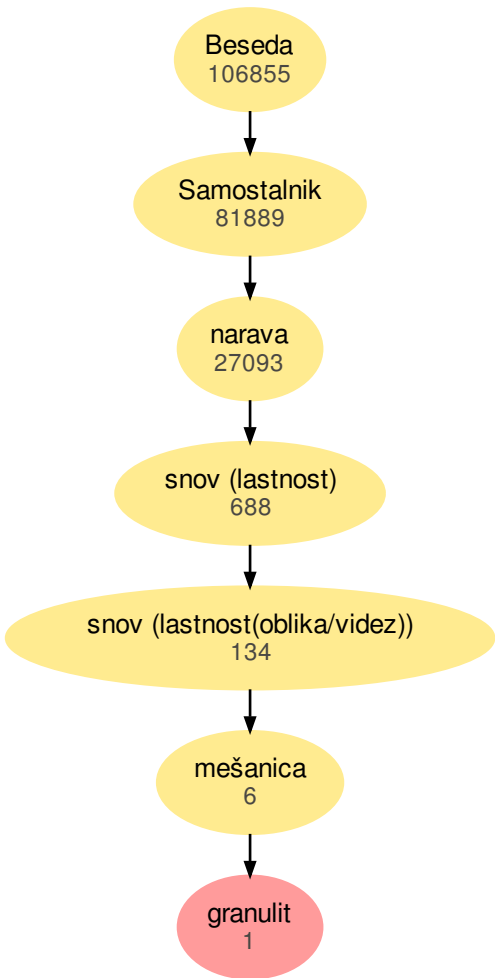 Beseda
106855
Samostalnik
81889
narava
27093
snov (lastnost)
688
snov (lastnost(oblika/videz))
134
mešanica
6
granulit
1